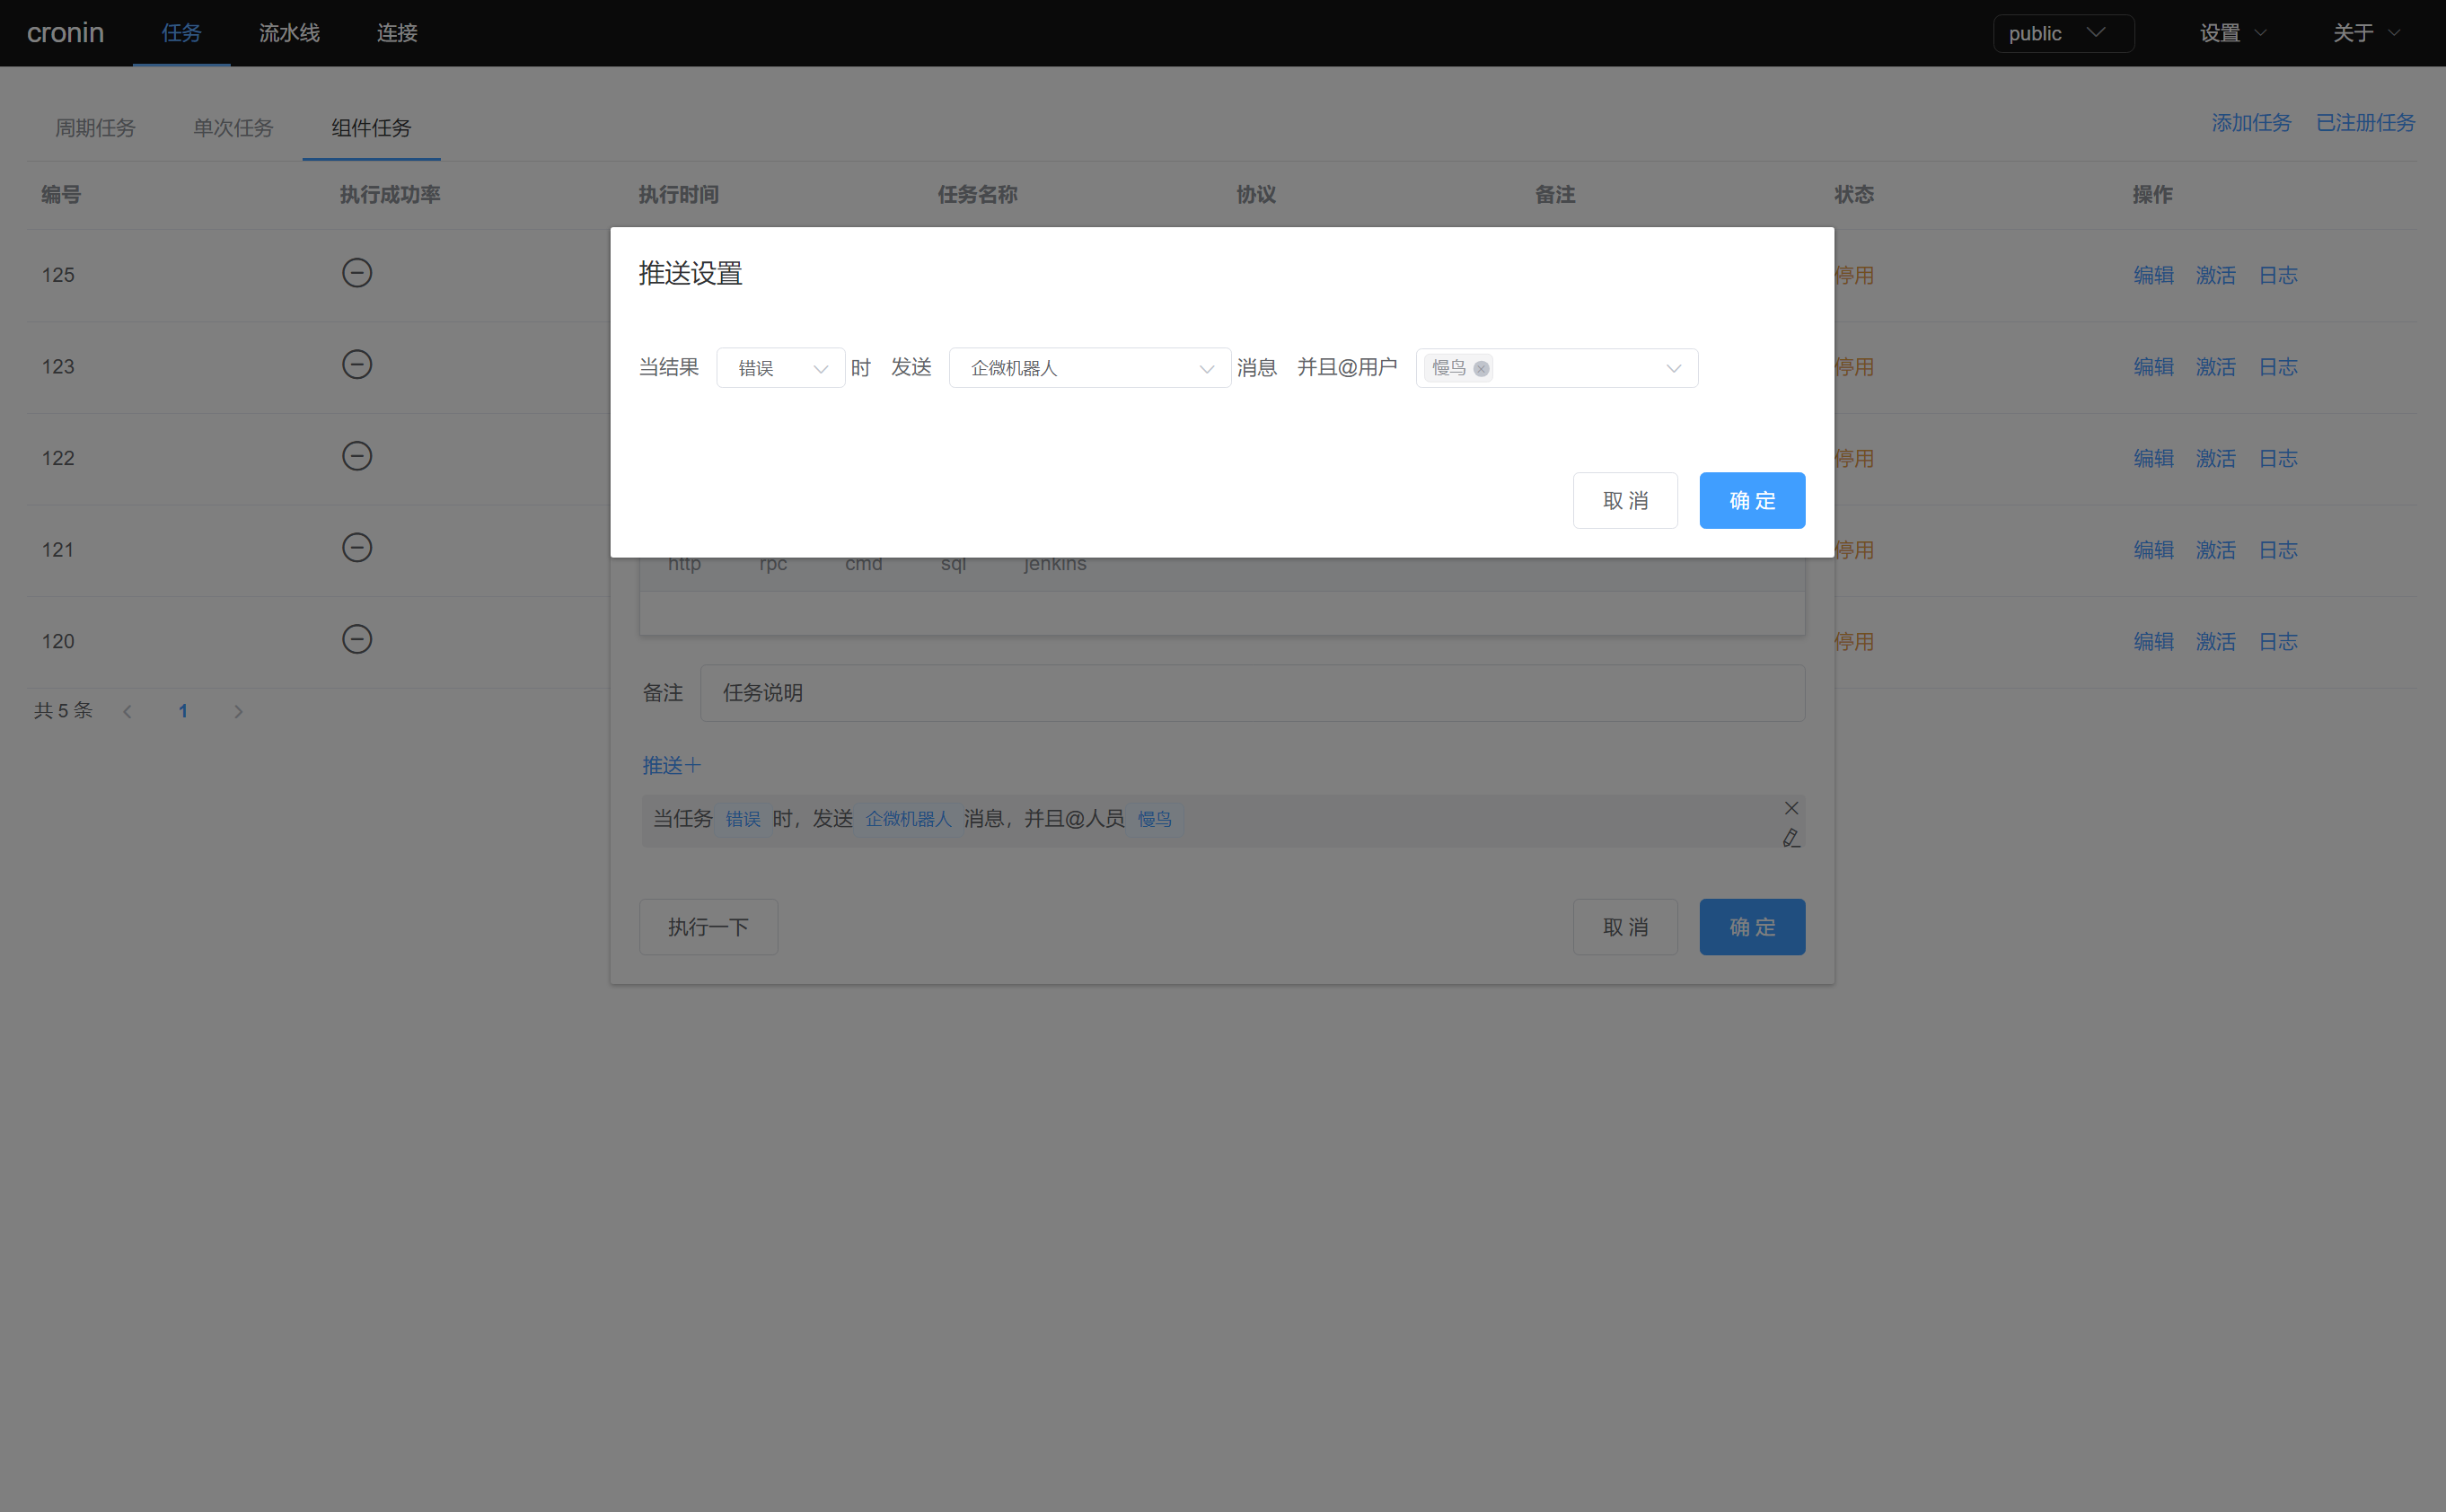 cronin 任务 流水线 连接 public 设置 关于
周期任务 单次任务 组件任务 添加任务 已注册任务
编号 执行成功率 执行时间 任务名称 协议 备注 状态 操作
推送设置
125 停用 编辑 激活 日志
当结果 错误 时 发送 企微机器人 消息 并且@用户 慢鸟
123 停用 编辑 激活 日志
122 停用 编辑 激活 日志
取 消 确 定
121 停用 编辑 激活 日志
http rpc cmd sql jenkins
120 停用 编辑 激活 日志
备注 任务说明
共 5 条 1
推送
当任务 错误 时，发送 企微机器人 消息，并且@人员 慢鸟
执行一下 取 消 确 定